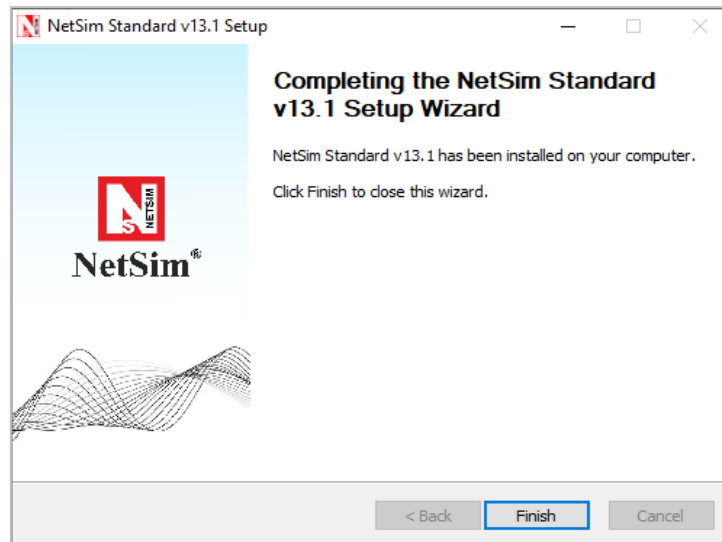 NetSim Standard v13.1 Setup
Completing the NetSim Standard
v13.1 Setup Wizard
NetSim Standard v13.1 has been installed on your computer.
Click Finish to close this wizard.
N
S
NETSIM
NetSim®
< Back
Finish
Cancel